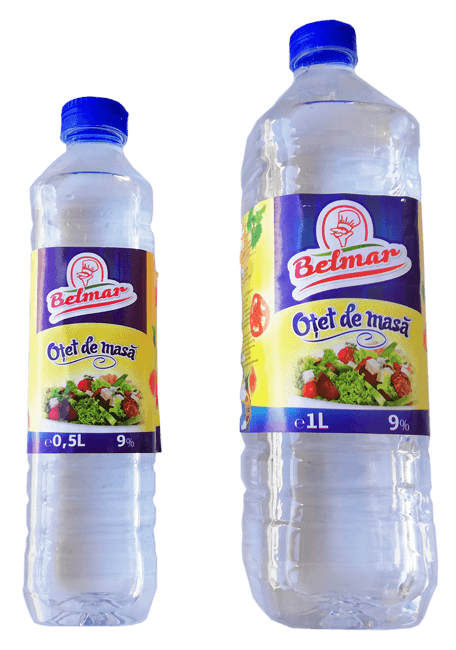 Belmar
Oțet de masă
℮0,5L 9%
Belmar
Oțet de masă
℮1L 9%